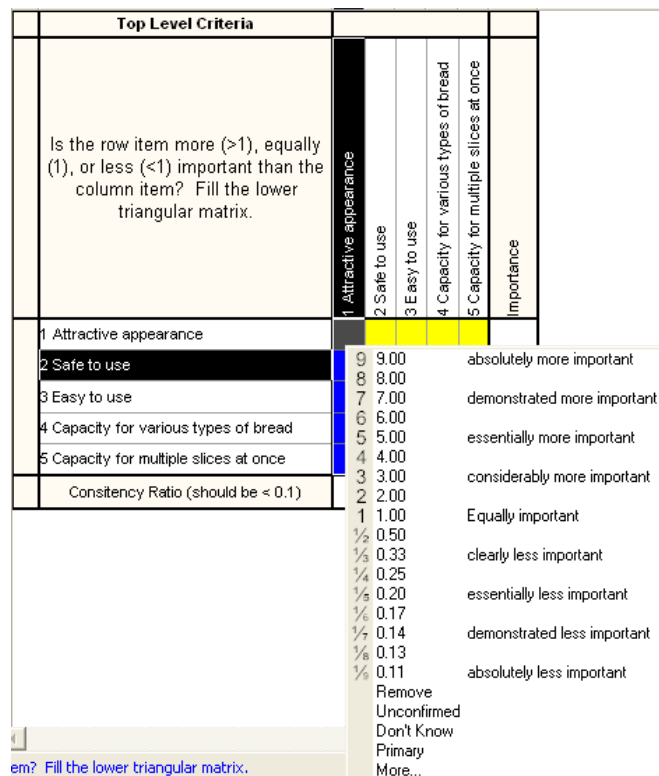 Top Level Criteria
Is the row item more (>1), equally
(1), or less (<1) important than the
column item? Fill the lower
triangular matrix.
1 Attractive appearance
2 Safe to use
3 Easy to use
4 Capacity for various types of bread
5 Capacity for multiple slices at once
Importance
1 Attractive appearance
2 Safe to use
3 Easy to use
4 Capacity for various types of bread
5 Capacity for multiple slices at once
Consitency Ratio (should be < 0.1)
9 9.00 absolutely more important
8 8.00
7 7.00 demonstrated more important
6 6.00
5 5.00 essentially more important
4 4.00
3 3.00 considerably more important
2 2.00
1 1.00 Equally important
1/2 0.50
1/3 0.33 clearly less important
1/4 0.25
1/5 0.20 essentially less important
1/6 0.17
1/7 0.14 demonstrated less important
1/8 0.13
1/9 0.11 absolutely less important
Remove
Unconfirmed
Don't Know
Primary
More...
em? Fill the lower triangular matrix.